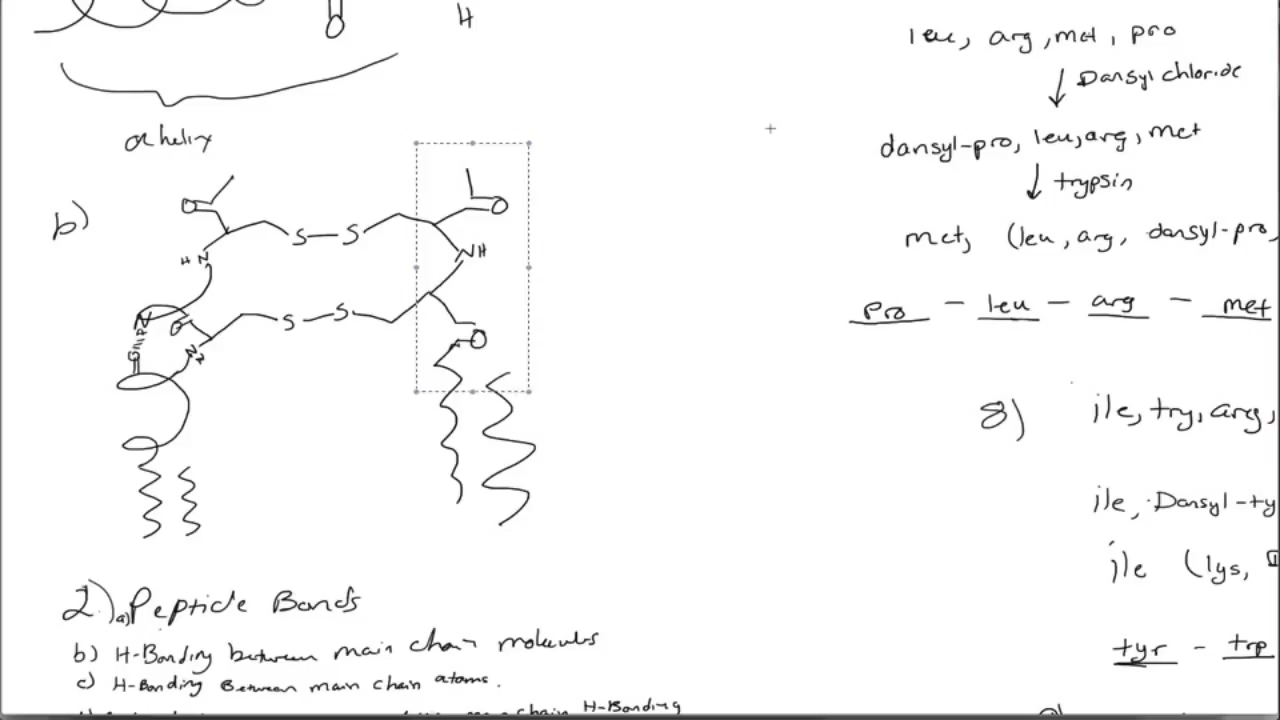 H
leu, arg, met, pro
Dansyl chloride
α helix
dansyl-pro, leu, arg, met
trypsin
b)
met, (leu, arg, dansyl-pro,
S—S
HN
NH
pro - leu - arg - met
S—S
8)
ile, try, arg,
ile, Dansyl-ty
ile (lys,
2.) a) Peptide Bonds
b) H-Bonding between main chain molecules
tyr - trp
c) H-Bonding Between main chain atoms.
chain H-Bonding